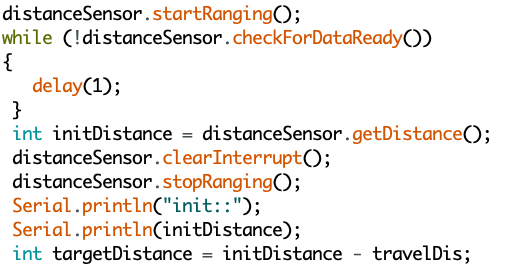 distanceSensor.startRanging();
while (!distanceSensor.checkForDataReady())
{
delay(1);
}
int initDistance = distanceSensor.getDistance();
distanceSensor.clearInterrupt();
distanceSensor.stopRanging();
Serial.println("init::");
Serial.println(initDistance);
int targetDistance = initDistance - travelDis;